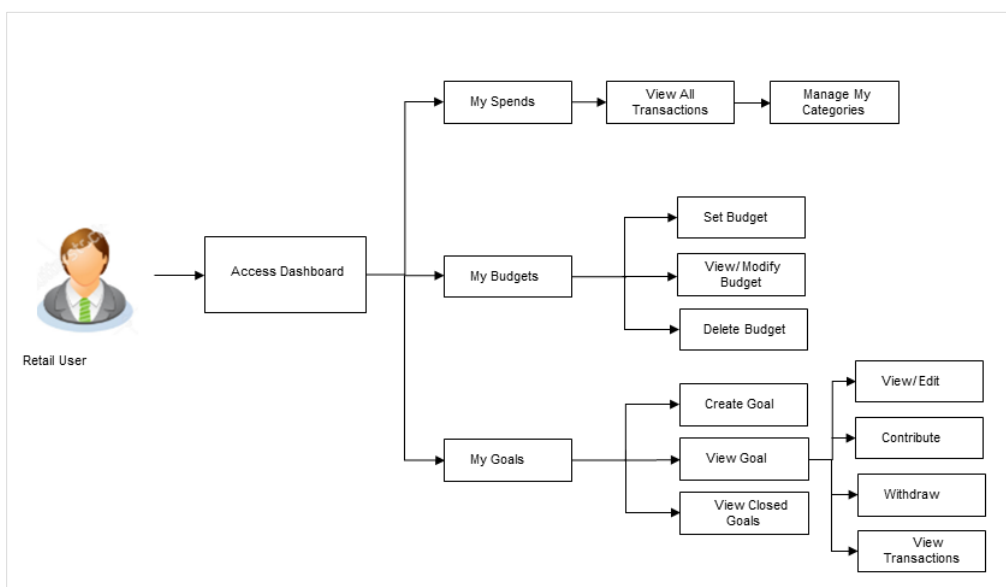 My Spends
View All
Transactions
Manage My
Categories
Set Budget
Access Dashboard
My Budgets
View/Modify
Budget
Delete Budget
Retail User
Create Goal
View/Edit
My Goals
View Goal
Contribute
View Closed
Goals
Withdraw
View
Transactions